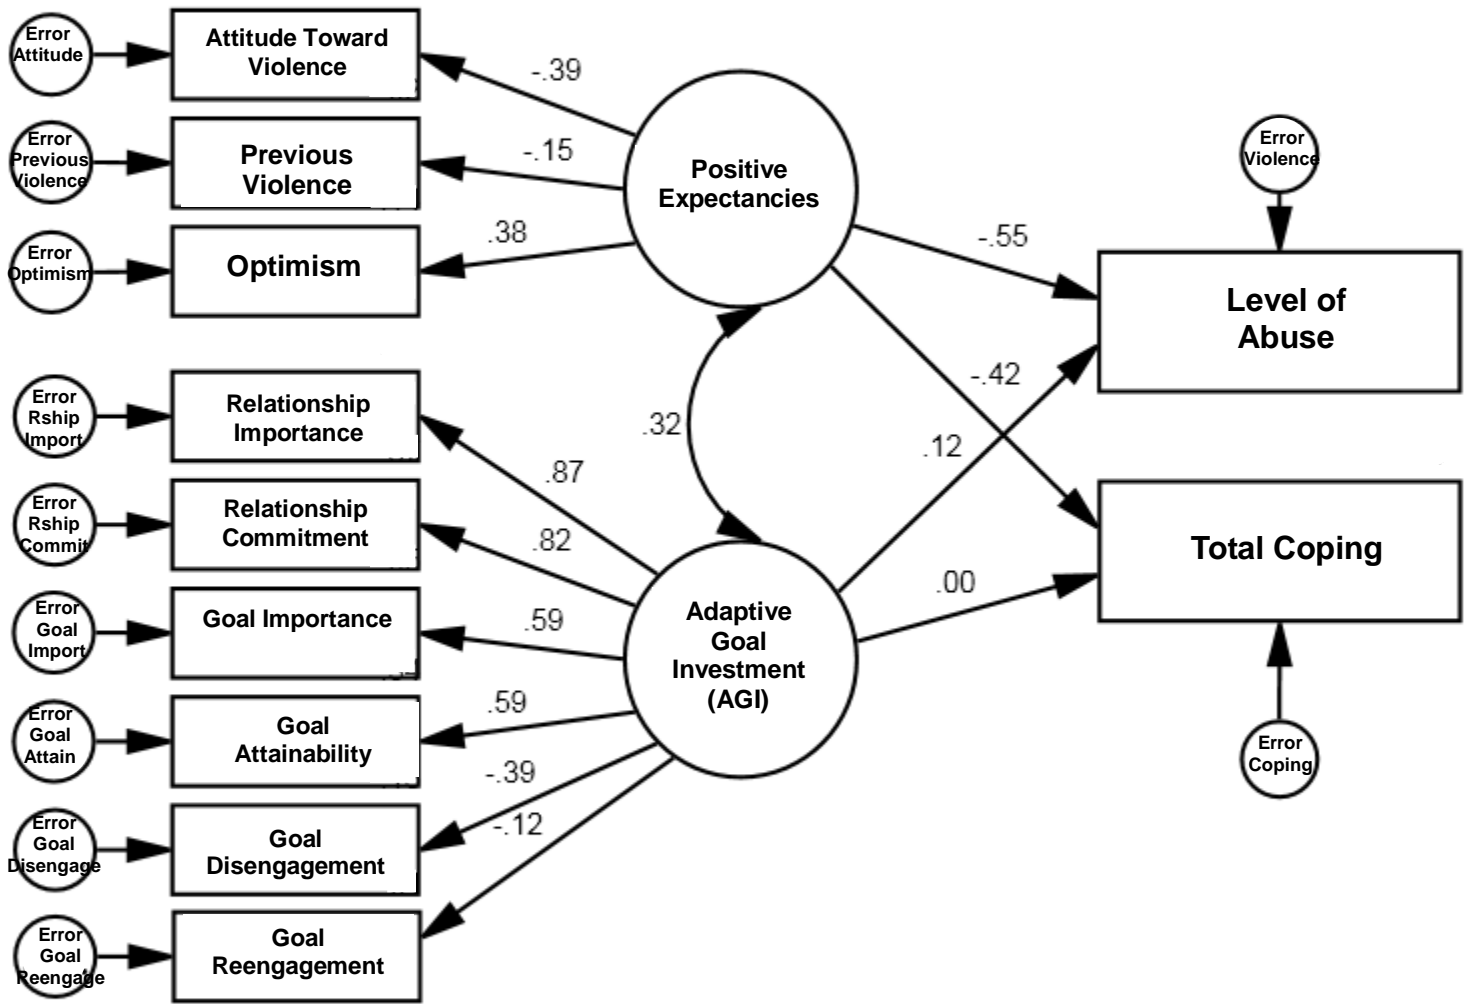 Error
Attitude
Attitude Toward
Violence
-.39
Error
Previous
Violence
Previous
Violence
-.15
Error
Optimism
Optimism
.38
Positive
Expectancies
Error
Violence
-.55
Level of
Abuse
-.42
.32
.12
Error
Rship
Import
Relationship
Importance
.87
Error
Rship
Commit
Relationship
Commitment
.82
Error
Goal
Import
Goal Importance
.59
Adaptive
Goal
Investment
(AGI)
.00
Total Coping
Error
Coping
Error
Goal
Attain
Goal
Attainability
.59
Error
Goal
Disengage
Goal
Disengagement
-.39
Error
Goal
Reengage
Goal
Reengagement
-.12